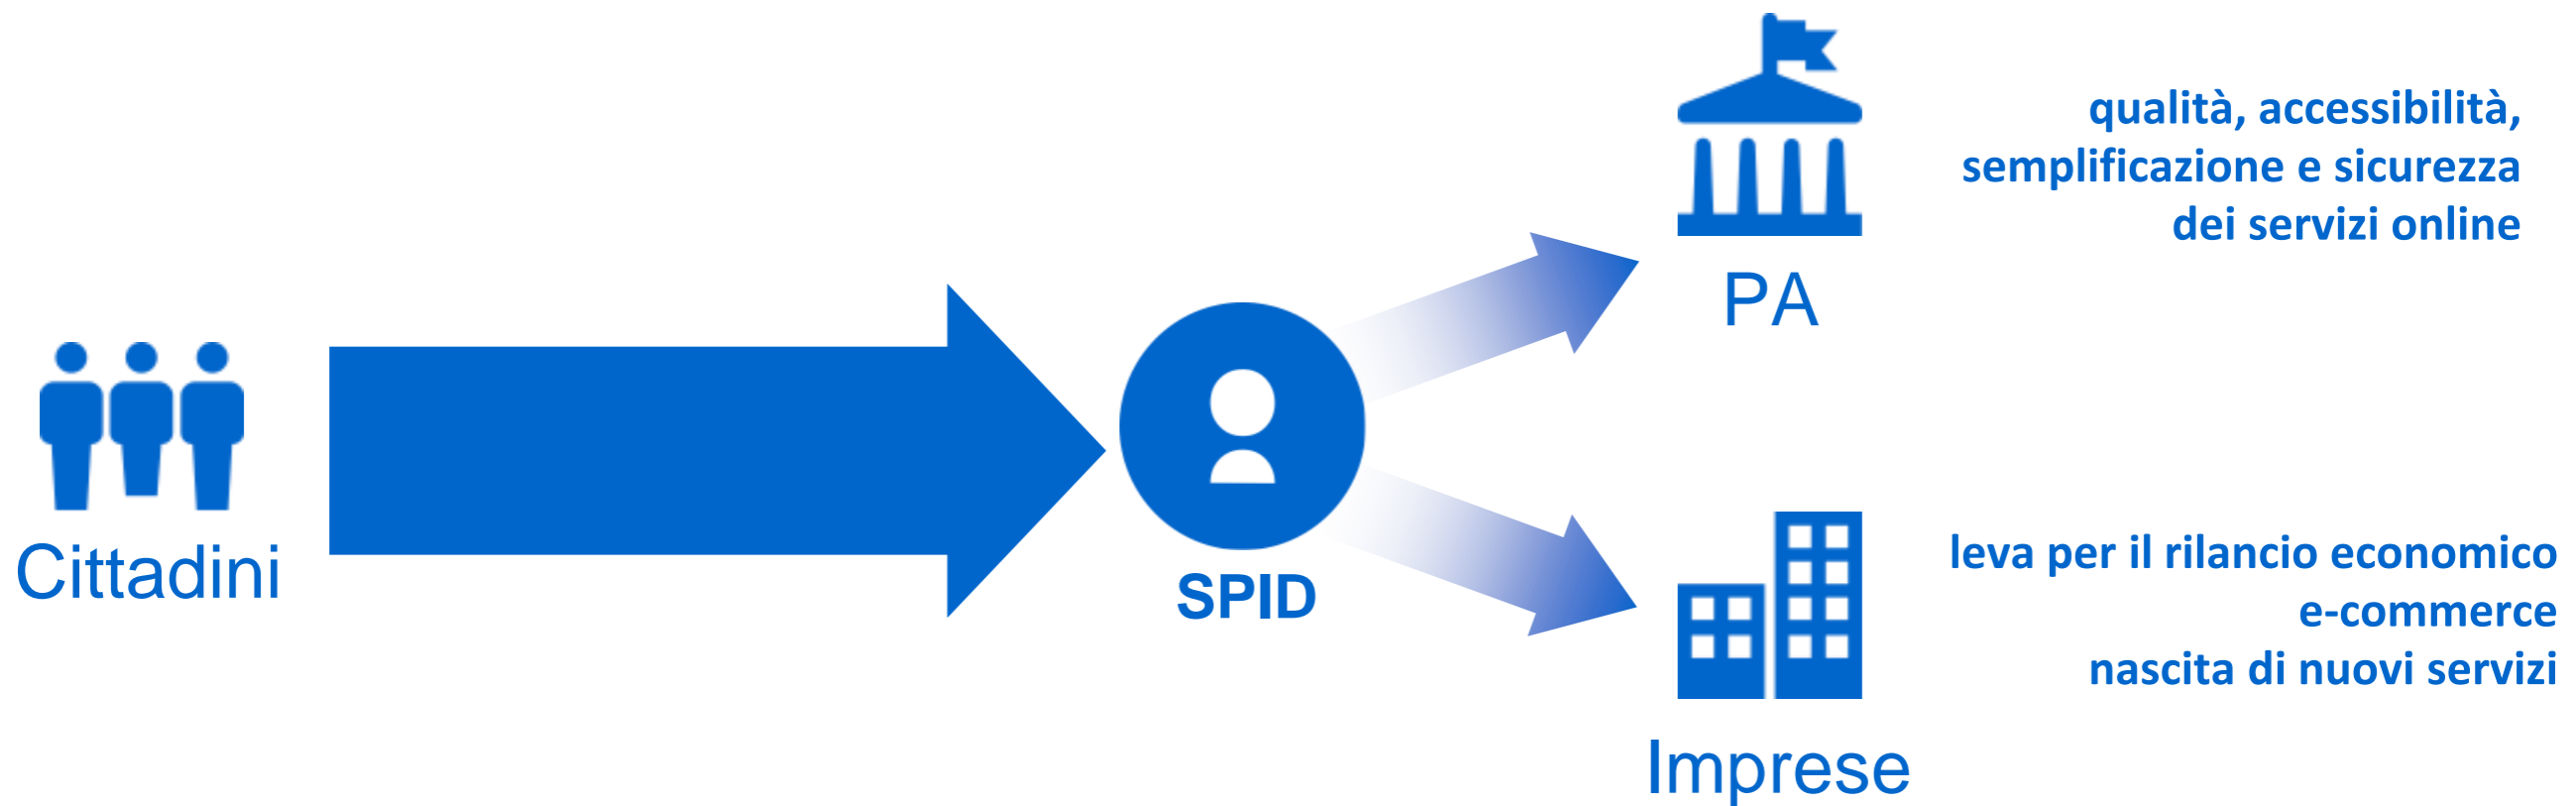 Cittadini
SPID
PA
qualità, accessibilità,
semplificazione e sicurezza
dei servizi online
Imprese
leva per il rilancio economico
e-commerce
nascita di nuovi servizi